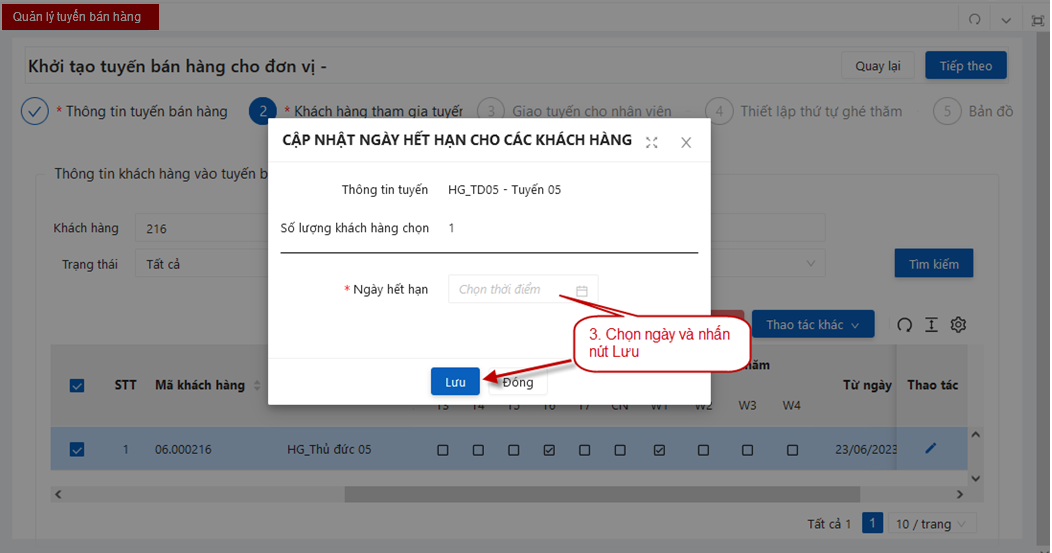 Quản lý tuyến bán hàng
Khởi tạo tuyến bán hàng cho đơn vị -
Quay lại
Tiếp theo
* Thông tin tuyến bán hàng
2
* Khách hàng tham gia tuyến
3
Giao tuyến cho nhân viên
4
Thiết lập thứ tự ghé thăm
5
Bản đồ
CẬP NHẬT NGÀY HẾT HẠN CHO CÁC KHÁCH HÀNG
Thông tin khách hàng vào tuyến b
Thông tin tuyến
HG_TD05 - Tuyến 05
Khách hàng
216
Số lượng khách hàng chọn
1
Trạng thái
Tất cả
Tìm kiếm
* Ngày hết hạn
Chọn thời điểm
3. Chọn ngày và nhấn
nút Lưu
Thao tác khác
Lưu
Đóng
STT
Mã khách hàng
năm
Từ ngày
Thao tác
T3
T4
T5
T6
T7
CN
W1
W2
W3
W4
1
06.000216
HG_Thủ đức 05
23/06/2023
Tất cả 1
1
10 / trang